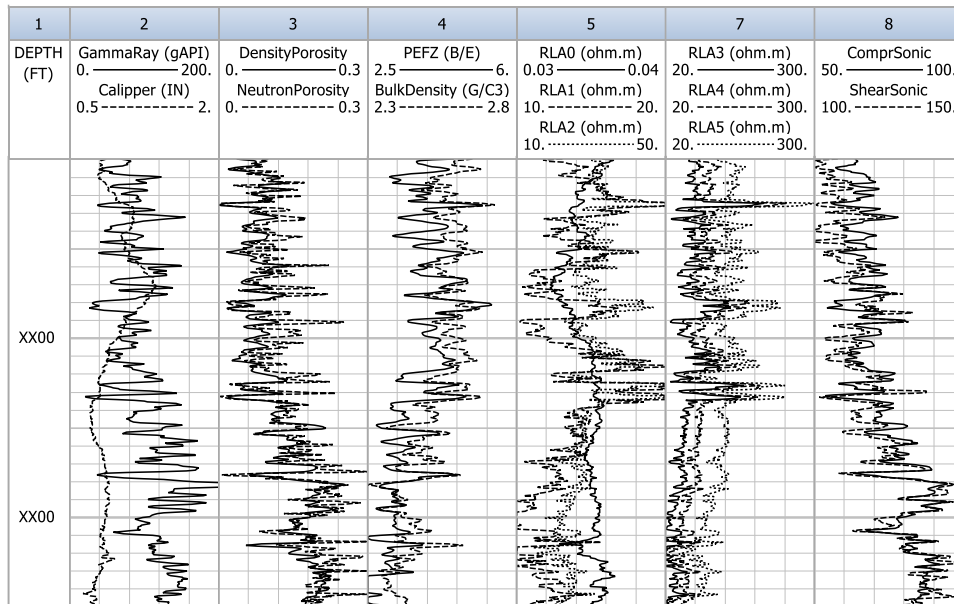 1 2 3 4 5 7 8
DEPTH (FT)
GammaRay (gAPI)
0. 200.
Calipper (IN)
0.5 2.
DensityPorosity
0. 0.3
NeutronPorosity
0. 0.3
PEFZ (B/E)
2.5 6.
BulkDensity (G/C3)
2.3 2.8
RLA0 (ohm.m)
0.03 0.04
RLA1 (ohm.m)
10. 20.
RLA2 (ohm.m)
10. 50.
RLA3 (ohm.m)
20. 300.
RLA4 (ohm.m)
20. 300.
RLA5 (ohm.m)
20. 300.
ComprSonic
50. 100.
ShearSonic
100. 150.
XX00
XX00